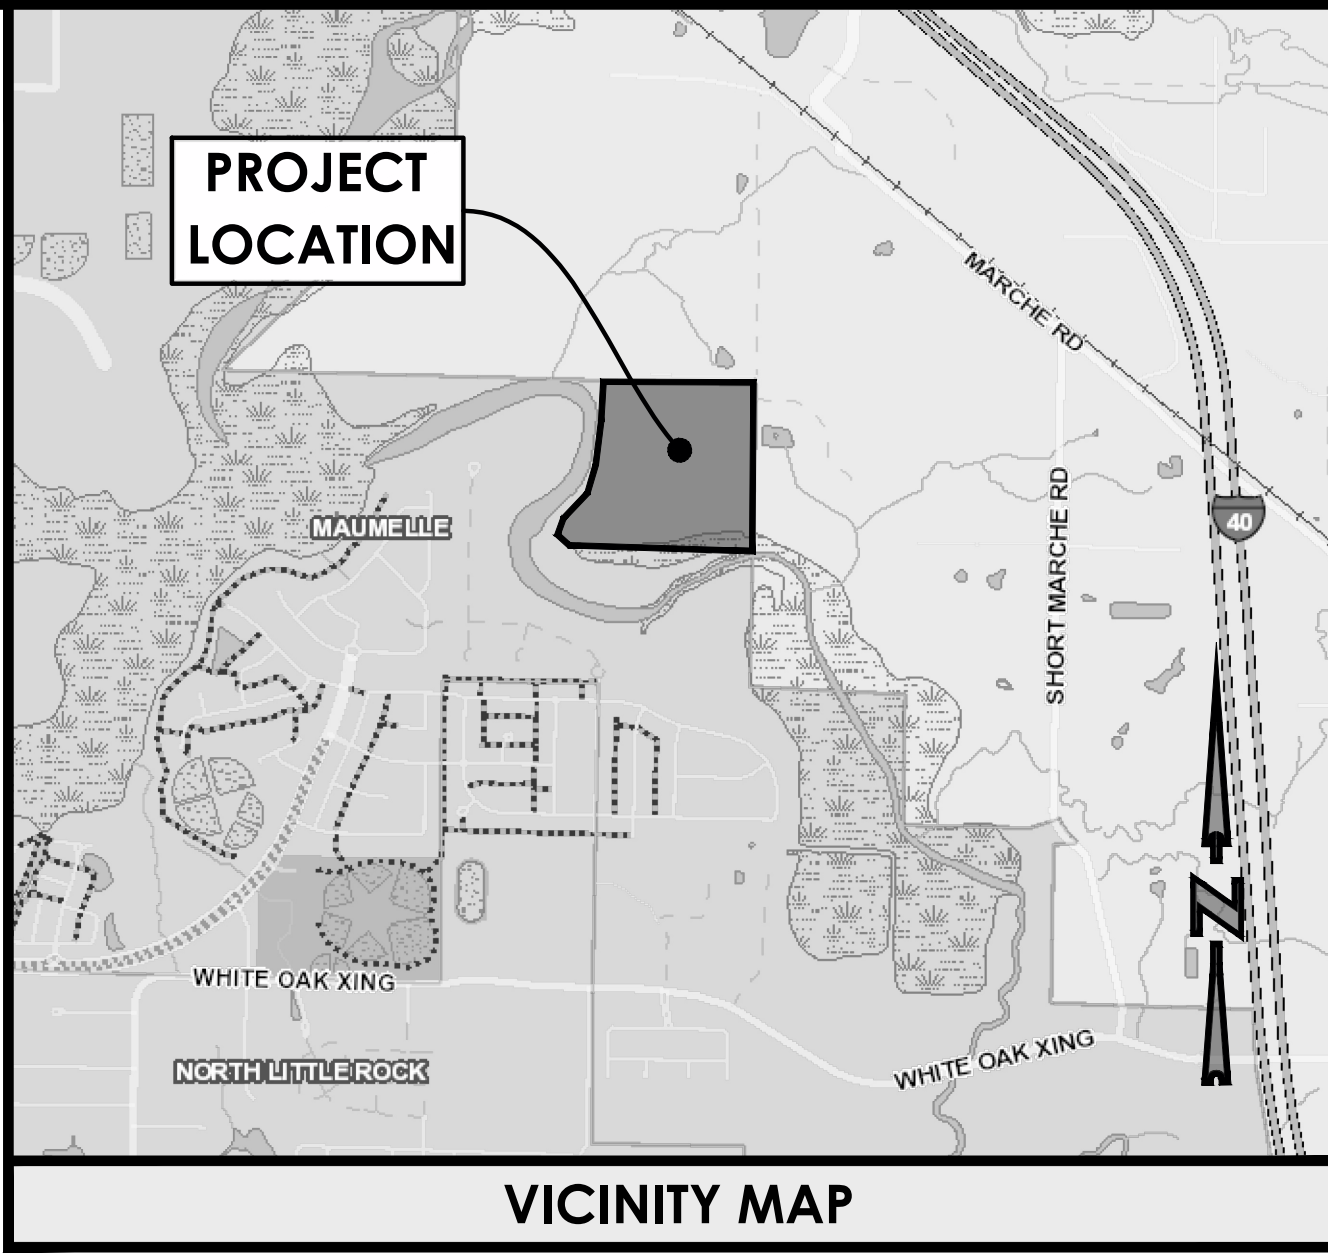 PROJECT
LOCATION
MARCHE RD
MAUMELLE
SHORT MARCHE RD
40
N
WHITE OAK XING
NORTH LITTLE ROCK
WHITE OAK XING
VICINITY MAP